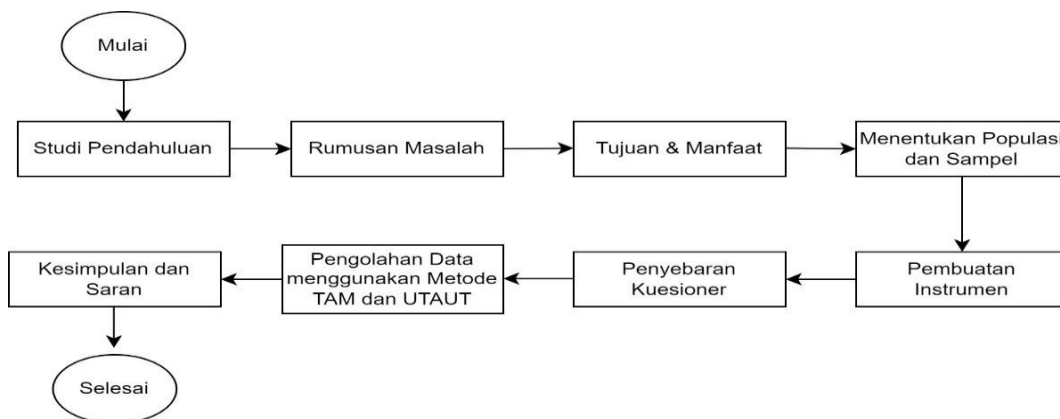 Mulai
Studi Pendahuluan
Rumusan Masalah
Tujuan & Manfaat
Menentukan Populasi
dan Sampel
Pembuatan
Instrumen
Penyebaran
Kuesioner
Pengolahan Data
menggunakan Metode
TAM dan UTAUT
Kesimpulan dan
Saran
Selesai